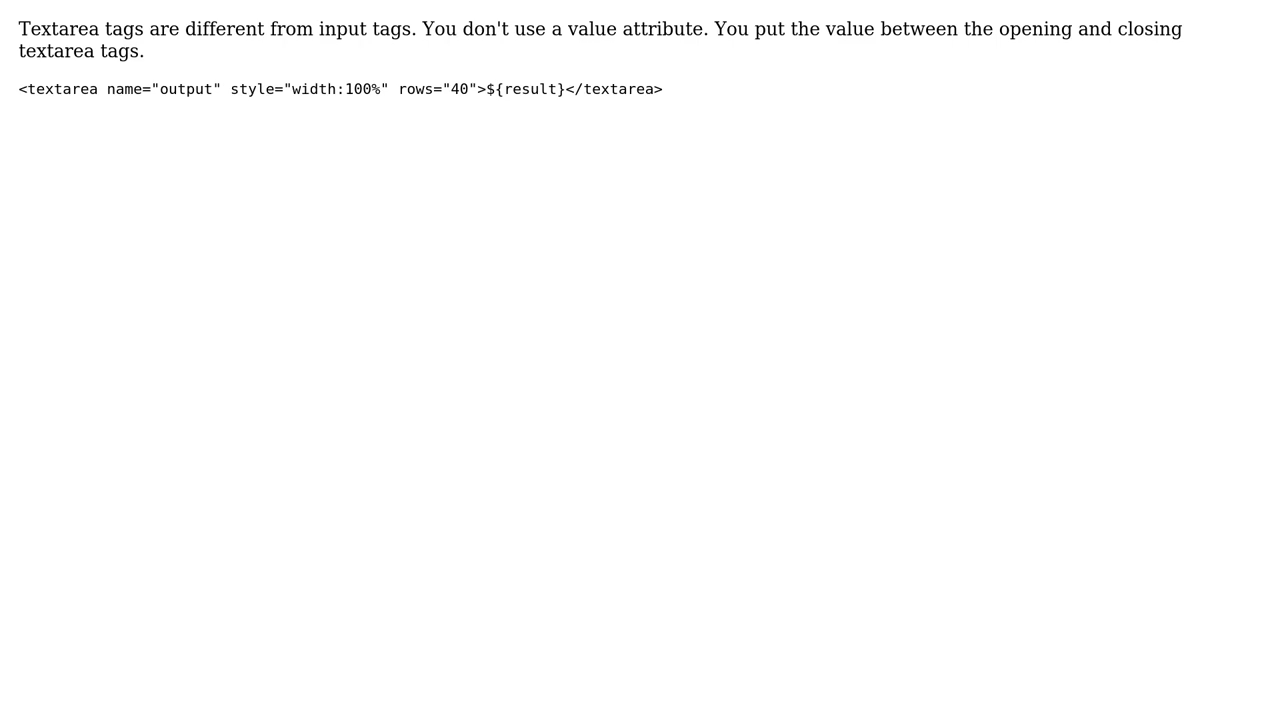 Textarea tags are different from input tags. You don't use a value attribute. You put the value between the opening and closing
textarea tags.
<textarea name="output" style="width:100%" rows="40">${result}</textarea>